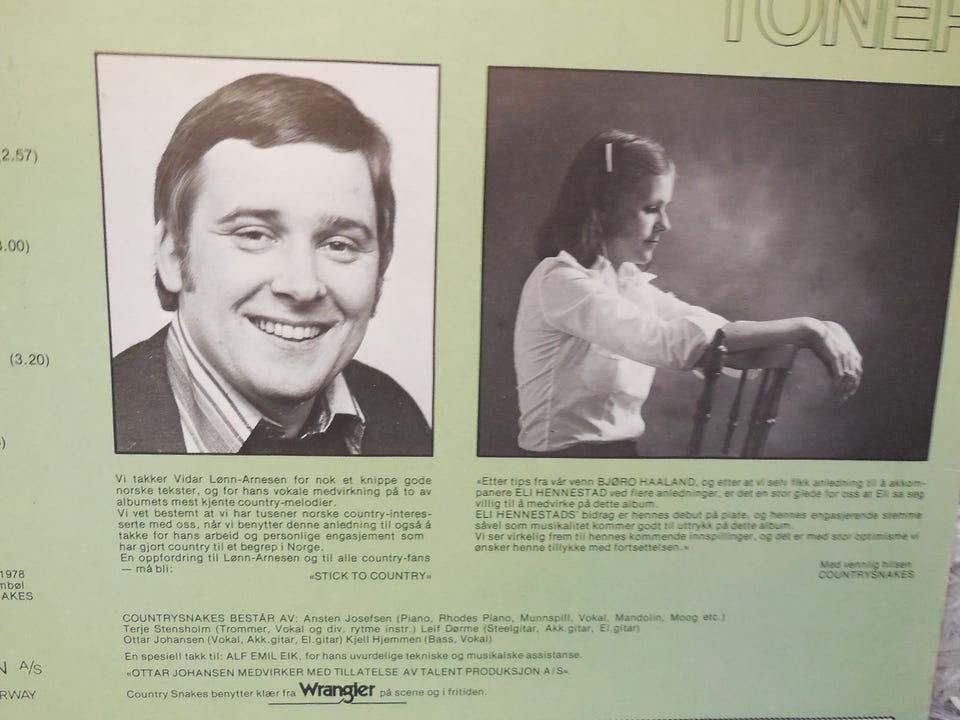 TONER
2.57)
3.00)
(3.20)
)
Vi takker Vidar Lønn-Arnesen for nok et knippe gode
norske tekster, og for hans vokale medvirkning på to av
albumets mest kjente country-melodier.
Vi vet bestemt at vi har tusener norske country-interes-
serte med oss, når vi benytter denne anledning til også å
takke for hans arbeid og personlige engasjement som
har gjort country til et begrep i Norge.
En oppfordring til Lønn-Arnesen og til alle country-fans
— må bli:
«STICK TO COUNTRY»
«Etter tips fra vår venn BJØRO HAALAND, og etter at vi selv fikk anledning til å akkom-
panere ELI HENNESTAD ved flere anledninger, er det en stor glede for oss at Eli sa seg
villig til å medvirke på dette album.
ELI HENNESTADS' bidrag er hennes debut på plate, og hennes engasjerende stemme
såvel som musikalitet kommer godt til uttrykk på dette album.
Vi ser virkelig frem til hennes kommende innspillinger, og det er med stor optimisme vi
ønsker henne tillykke med fortsettelsen.»
Med vennlig hilsen
COUNTRYSNAKES
1978
mbøl
AKES
COUNTRYSNAKES BESTÅR AV: Ansten Josefsen (Piano, Rhodes Piano, Munnspill, Vokal, Mandolin, Moog etc.)
Terje Stensholm (Trommer, Vokal og div. rytme instr.) Leif Dørme (Steelgitar, Akk.gitar, El.gitar)
Ottar Johansen (Vokal, Akk.gitar, El.gitar) Kjell Hjemmen (Bass, Vokal)
En spesiell takk til: ALF EMIL EIK, for hans uvurdelige tekniske og musikalske assistanse.
«OTTAR JOHANSEN MEDVIRKER MED TILLATELSE AV TALENT PRODUKSJON A/S»
N A/S
RWAY
Country Snakes benytter klær fra Wrangler på scene og i fritiden.